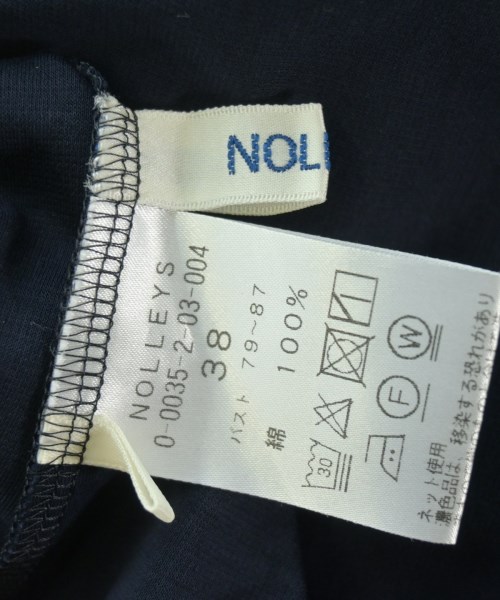 NOL
NOLLEYS
0-0035-2-03-004
38
バスト 79~87
綿 100%
30
F W
ネット使用
濃色品は、移染する恐れがあり